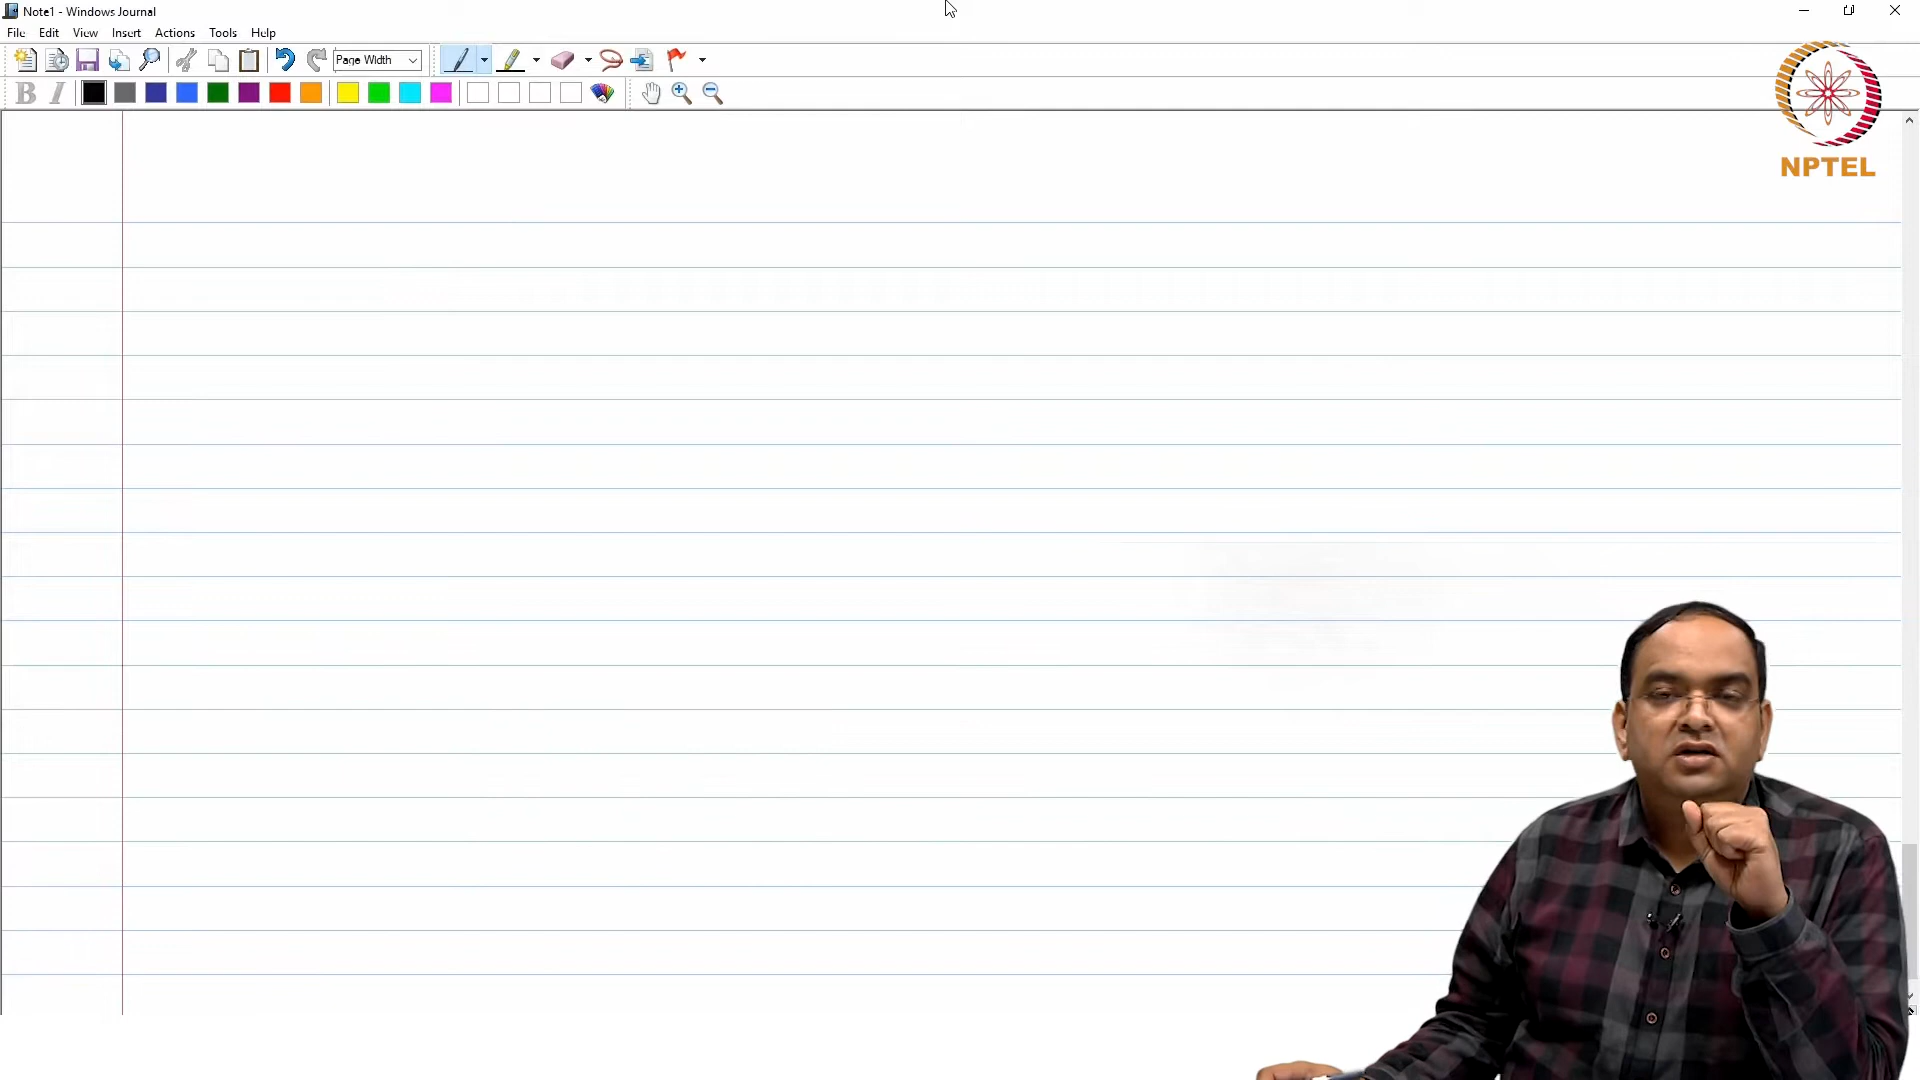 Note1 - Windows Journal
File Edit View Insert Actions Tools Help
Page Width
B I
NPTEL